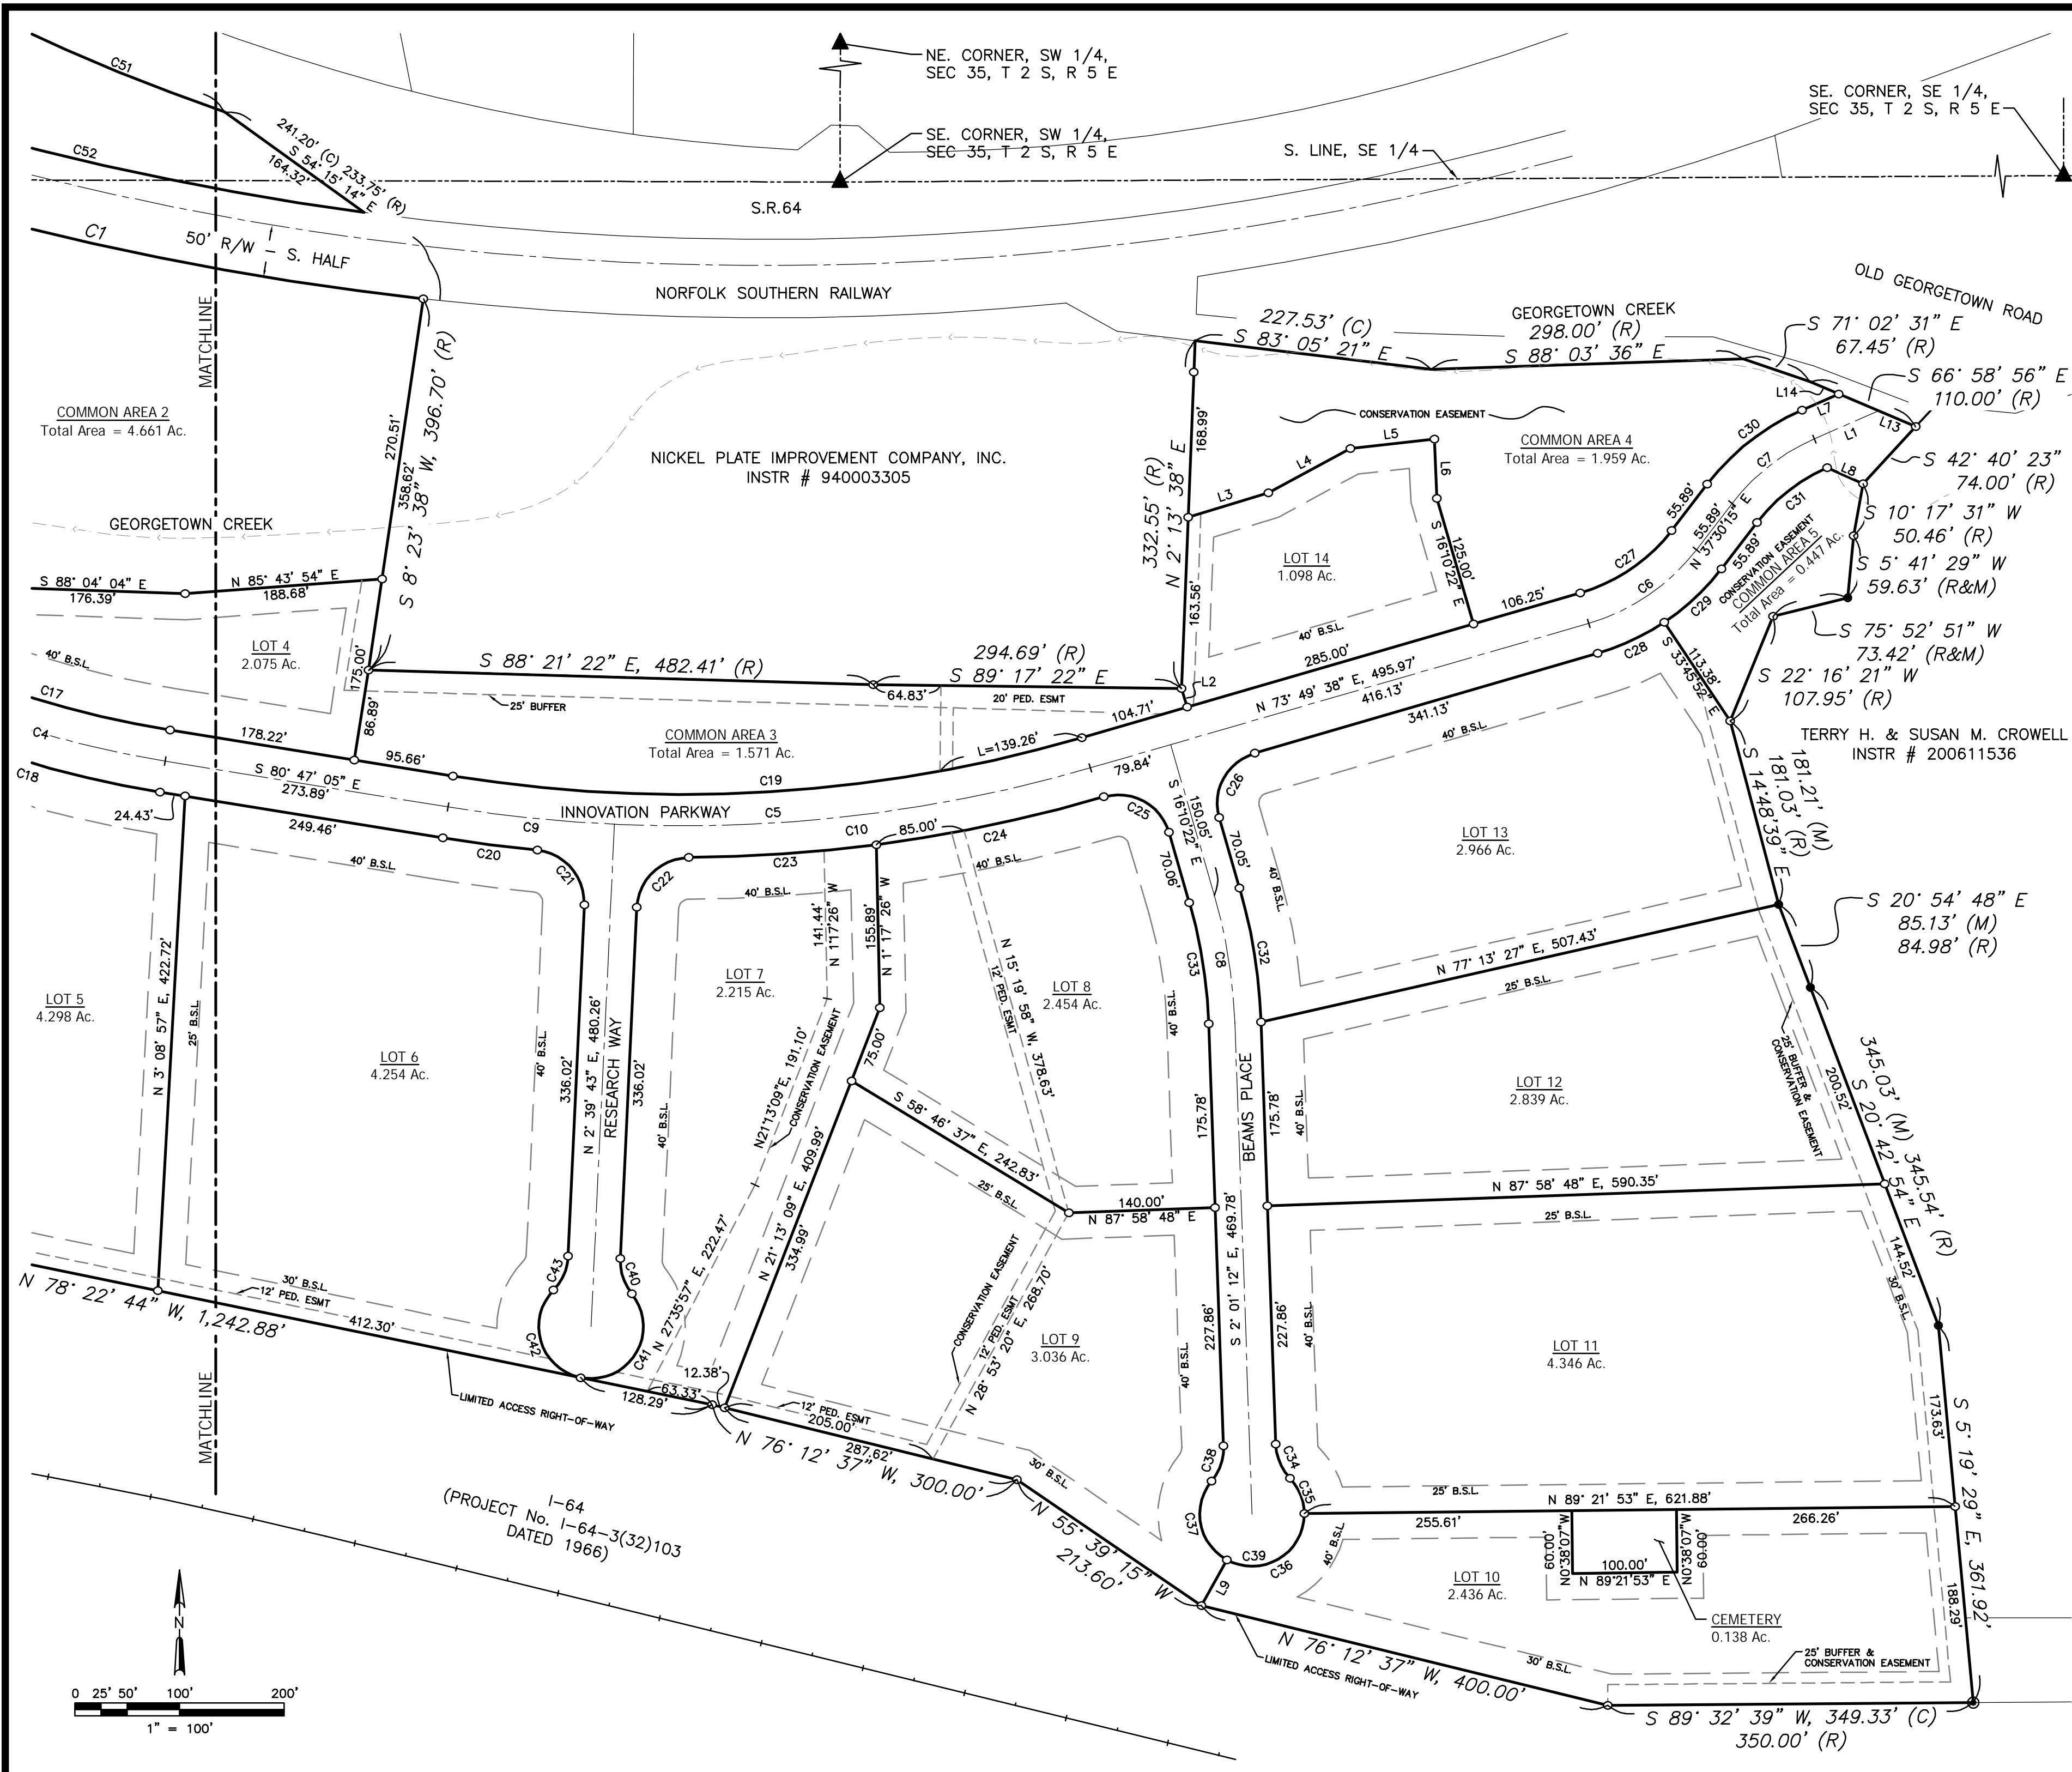 C51
241.20' (C) 233.75' (R)
S 54° 15' 14" E
164.32'
C52
C1
50' R/W
S. HALF
MATCHLINE
NE. CORNER, SW 1/4,
SEC 35, T 2 S, R 5 E
SE. CORNER, SW 1/4,
SEC 35, T 2 S, R 5 E
S. LINE, SE 1/4
SE. CORNER, SE 1/4,
SEC 35, T 2 S, R 5 E
S.R.64
NORFOLK SOUTHERN RAILWAY
OLD GEORGETOWN ROAD
227.53' (C)
S 83° 05' 21" E
GEORGETOWN CREEK
298.00' (R)
S 88° 03' 36" E
S 71° 02' 31" E
67.45' (R)
S 66° 58' 56" E
110.00' (R)
L14
L7
L1
L13
COMMON AREA 2
Total Area = 4.661 Ac.
270.51'
358.62'
S 8° 23' 38" W, 396.70' (R)
NICKEL PLATE IMPROVEMENT COMPANY, INC.
INSTR # 940003305
332.55' (R)
N 2° 13' 38" E
168.99'
163.56'
CONSERVATION EASEMENT
COMMON AREA 4
Total Area = 1.959 Ac.
L3
L4
L5
L6
S 16°10'22" E
125.00'
C30
C7
C31
L8
S 42° 40' 23"
74.00' (R)
S 10° 17' 31" W
50.46' (R)
S 5° 41' 29" W
59.63' (R&M)
S 75° 52' 51" W
73.42' (R&M)
S 22° 16' 21" W
107.95' (R)
55.89'
55.89'
N 37°30'15" E
55.89'
CONSERVATION EASEMENT
COMMON AREA 5
Total Area = 0.447 Ac.
C27
C6
C29
C28
GEORGETOWN CREEK
S 88° 04' 04" E
176.39'
N 85° 43' 54" E
188.68'
LOT 4
2.075 Ac.
40' B.S.L.
175.00'
86.89'
LOT 14
1.098 Ac.
40' B.S.L.
106.25'
285.00'
N 73° 49' 38" E, 495.97'
416.13'
341.13'
40' B.S.L.
S 33°45'52" E
113.38'
TERRY H. & SUSAN M. CROWELL
INSTR # 200611536
S 88° 21' 22" E, 482.41' (R)
294.69' (R)
S 89° 17' 22" E
64.83'
20' PED. ESMT
L2
25' BUFFER
COMMON AREA 3
Total Area = 1.571 Ac.
104.71'
L=139.26'
79.84'
C17
C4
C18
178.22'
95.66'
S 80° 47' 05" E
273.89'
24.43'
249.46'
C19
INNOVATION PARKWAY
C5
C9
C10
85.00'
C20
C21
C22
C23
C24
C25
C26
40' B.S.L.
40' B.S.L.
40' B.S.L.
S 16°10'22" E
150.05'
70.06'
70.05'
LOT 13
2.966 Ac.
40' B.S.L.
S 14°48'39" E
181.03' (R)
181.21' (M)
S 20° 54' 48" E
85.13' (M)
84.98' (R)
N 77° 13' 27" E, 507.43'
25' B.S.L.
LOT 5
4.298 Ac.
N 3° 08' 57" E, 422.72'
25' B.S.L.
LOT 6
4.254 Ac.
40' B.S.L.
336.02'
N 2° 39' 43" E, 480.26'
RESEARCH WAY
336.02'
40' B.S.L.
LOT 7
2.215 Ac.
141.44'
N 1°17'26" W
155.89'
N 1° 17' 26" W
75.00'
N21°13'09"E, 191.10'
CONSERVATION EASEMENT
N 15° 19' 58" W, 378.63'
12' PED. ESMT
LOT 8
2.454 Ac.
C33
C8
C32
40' B.S.L.
175.78'
BEAMS PLACE
175.78'
40' B.S.L.
LOT 12
2.839 Ac.
25' BUFFER &
CONSERVATION EASEMENT
200.52'
345.03' (M) 345.54' (R)
S 20° 42' 54" E
144.52'
30' B.S.L.
N 21° 13' 09" E, 409.99'
334.99'
S 58° 46' 37" E, 242.83'
25' B.S.L.
140.00'
N 87° 58' 48" E
N 87° 58' 48" E, 590.35'
25' B.S.L.
N 27°35'57" E, 222.47'
CONSERVATION EASEMENT
12' PED. ESMT
N 28° 53' 20" E, 268.70'
LOT 9
3.036 Ac.
40' B.S.L.
227.86'
S 2° 01' 12" E, 469.78'
227.86'
40' B.S.L.
LOT 11
4.346 Ac.
173.63'
S 5° 19' 29" E, 361.92'
188.29'
N 78° 22' 44" W, 1,242.88'
30' B.S.L.
12' PED. ESMT
412.30'
C43
C42
C40
C41
LIMITED ACCESS RIGHT-OF-WAY
128.29'
63.33'
12.38'
12' PED. ESMT
205.00'
287.62'
N 76° 12' 37" W, 300.00'
30' B.S.L.
N 55° 39' 15" W
213.60'
C38
C37
C34
C35
C39
C36
L9
40' B.S.L.
25' B.S.L.
N 89° 21' 53" E, 621.88'
255.61'
266.26'
N0°38'07"W
60.00'
100.00'
N 89°21'53" E
N0°38'07"W
60.00'
LOT 10
2.436 Ac.
CEMETERY
0.138 Ac.
25' BUFFER &
CONSERVATION EASEMENT
30' B.S.L.
N 76° 12' 37" W, 400.00'
LIMITED ACCESS RIGHT-OF-WAY
S 89° 32' 39" W, 349.33' (C)
350.00' (R)
MATCHLINE
I-64
(PROJECT No. I-64-3(32)103
DATED 1966)
N
0 25' 50' 100' 200'
1" = 100'